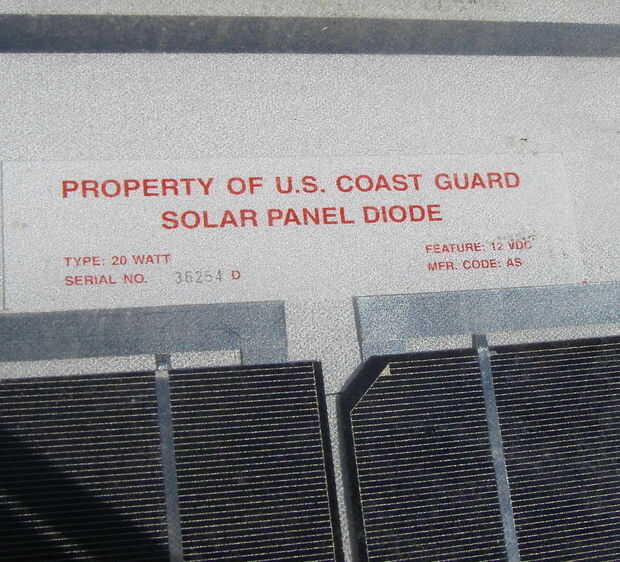 PROPERTY OF U.S. COAST GUARD
SOLAR PANEL DIODE
TYPE: 20 WATT
SERIAL NO. 36254 D
FEATURE: 12 VDC
MFR. CODE: AS